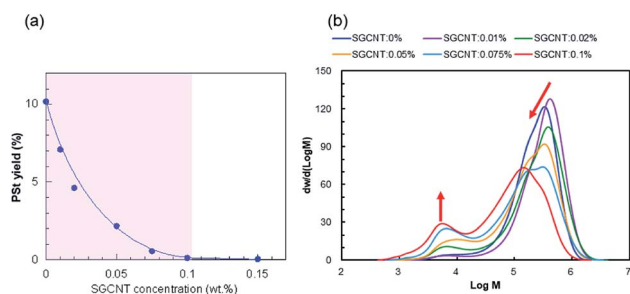 (a)
PSt yield (%)
10
5
0
0 0.05 0.10 0.15
SGCNT concentration (wt.%)
(b)
SGCNT:0% SGCNT:0.01% SGCNT:0.02%
SGCNT:0.05% SGCNT:0.075% SGCNT:0.1%
dw/d(LogM)
150
120
90
60
30
0
2 3 4 5 6 7
Log M